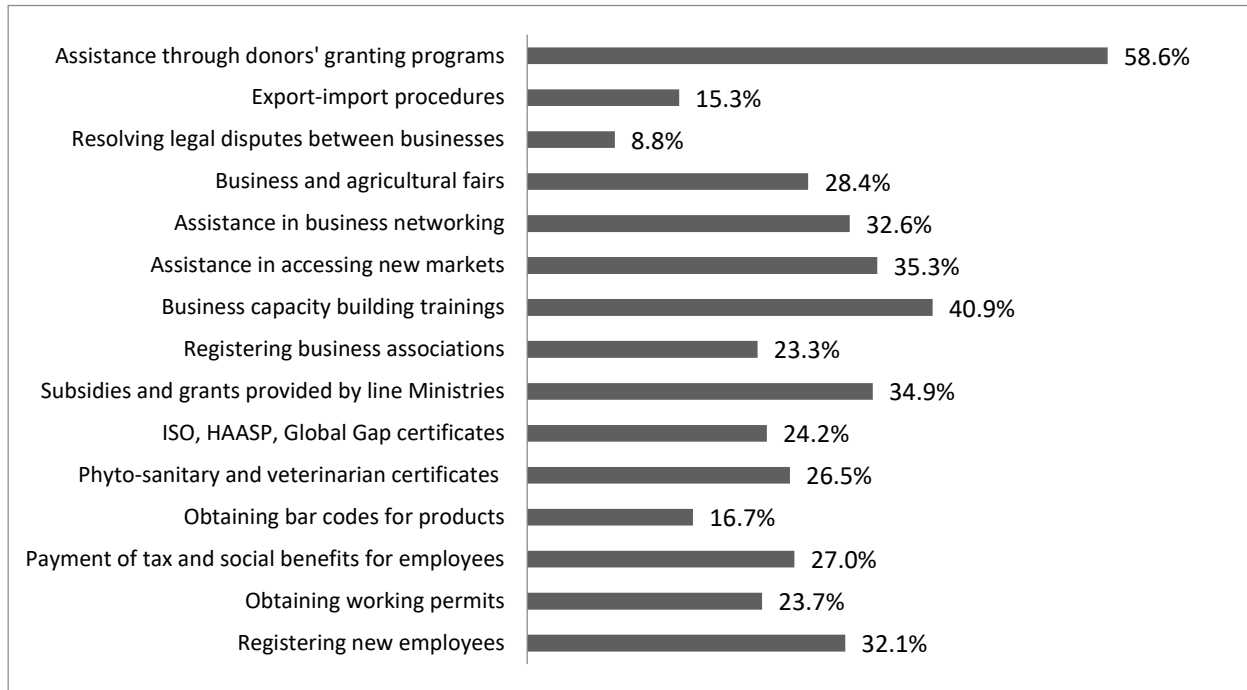 Assistance through donors' granting programs 58.6%
Export-import procedures 15.3%
Resolving legal disputes between businesses 8.8%
Business and agricultural fairs 28.4%
Assistance in business networking 32.6%
Assistance in accessing new markets 35.3%
Business capacity building trainings 40.9%
Registering business associations 23.3%
Subsidies and grants provided by line Ministries 34.9%
ISO, HAASP, Global Gap certificates 24.2%
Phyto-sanitary and veterinarian certificates 26.5%
Obtaining bar codes for products 16.7%
Payment of tax and social benefits for employees 27.0%
Obtaining working permits 23.7%
Registering new employees 32.1%